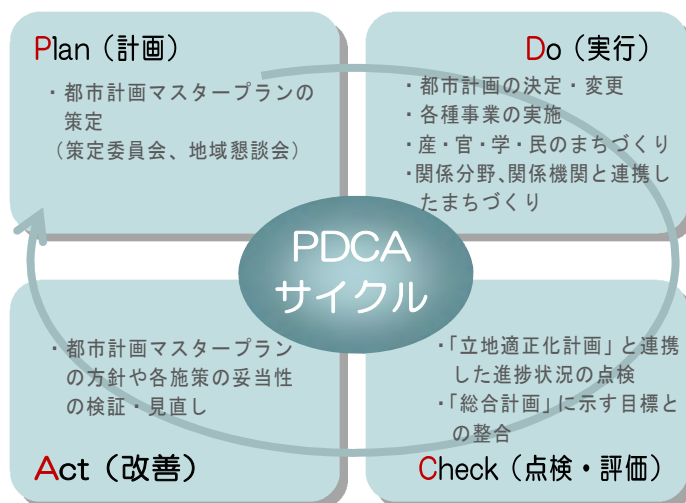 Plan（計画）
・都市計画マスタープランの
策定
（策定委員会、地域懇談会）
Do（実行）
・都市計画の決定・変更
・各種事業の実施
・産・官・学・民のまちづくり
・関係分野、関係機関と連携し
たまちづくり
PDCA
サイクル
・都市計画マスタープラン
の方針や各施策の妥当性
の検証・見直し
Act（改善）
・「立地適正化計画」と連携
した進捗状況の点検
・「総合計画」に示す目標と
の整合
Check（点検・評価）